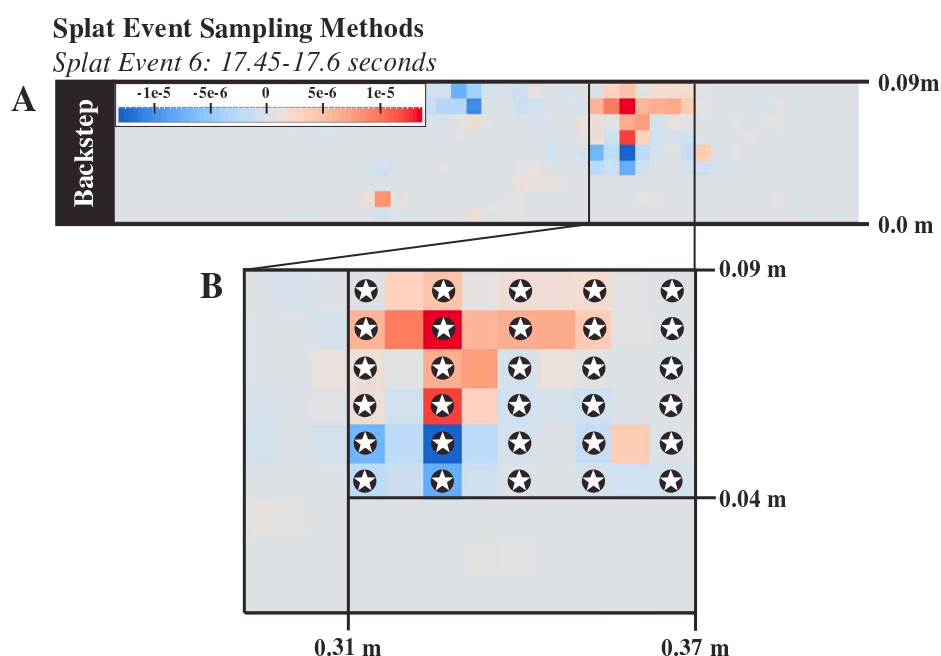 Splat Event Sampling Methods
Splat Event 6: 17.45-17.6 seconds
A
Backstep
-1e-5 -5e-6 0 5e-6 1e-5
0.09m
0.0 m
B
0.09 m
0.04 m
0.31 m 0.37 m